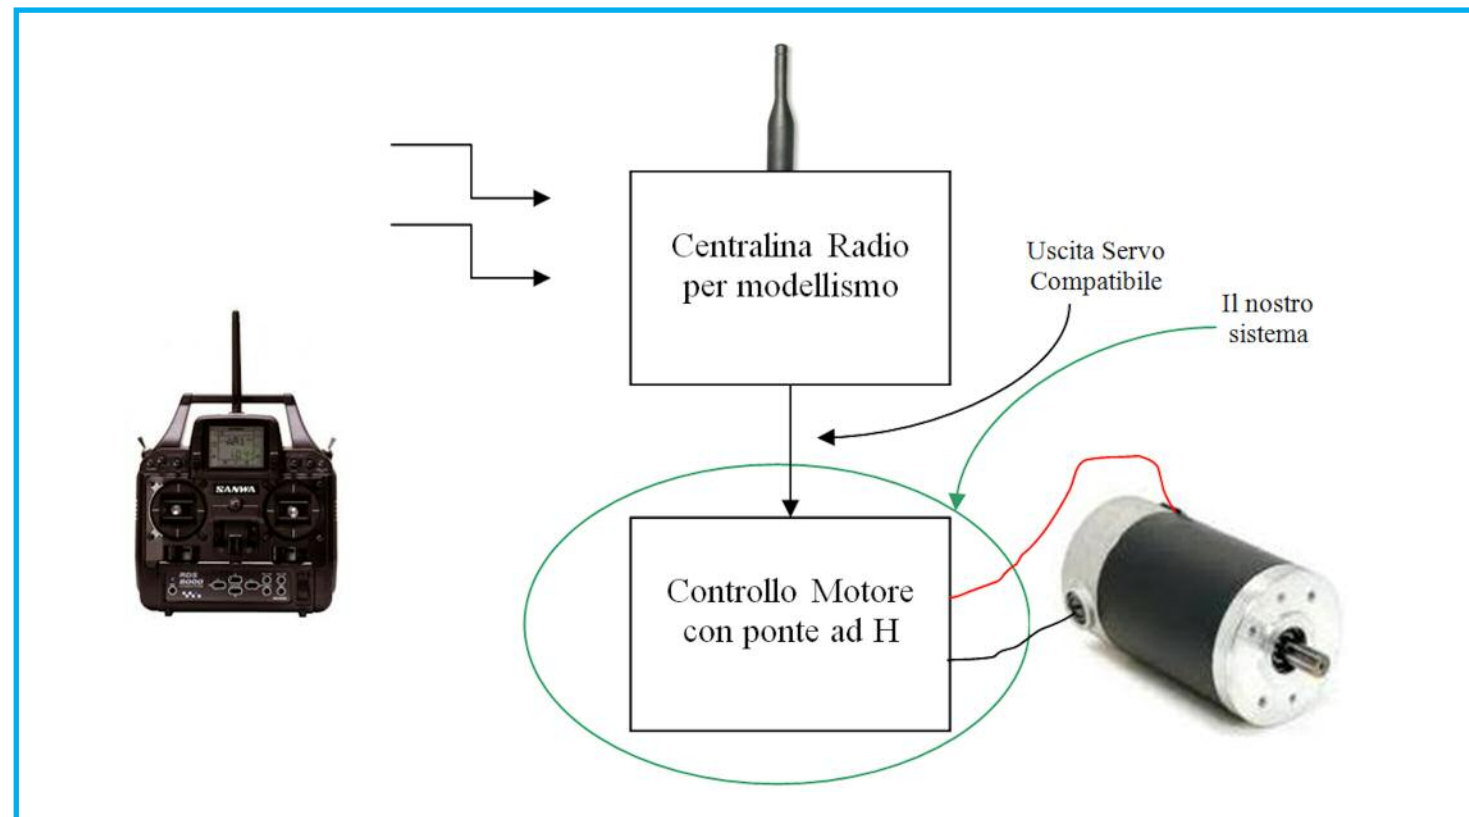 Centralina Radio
per modellismo
Uscita Servo
Compatibile
Il nostro
sistema
SANWA
Controllo Motore
con ponte ad H